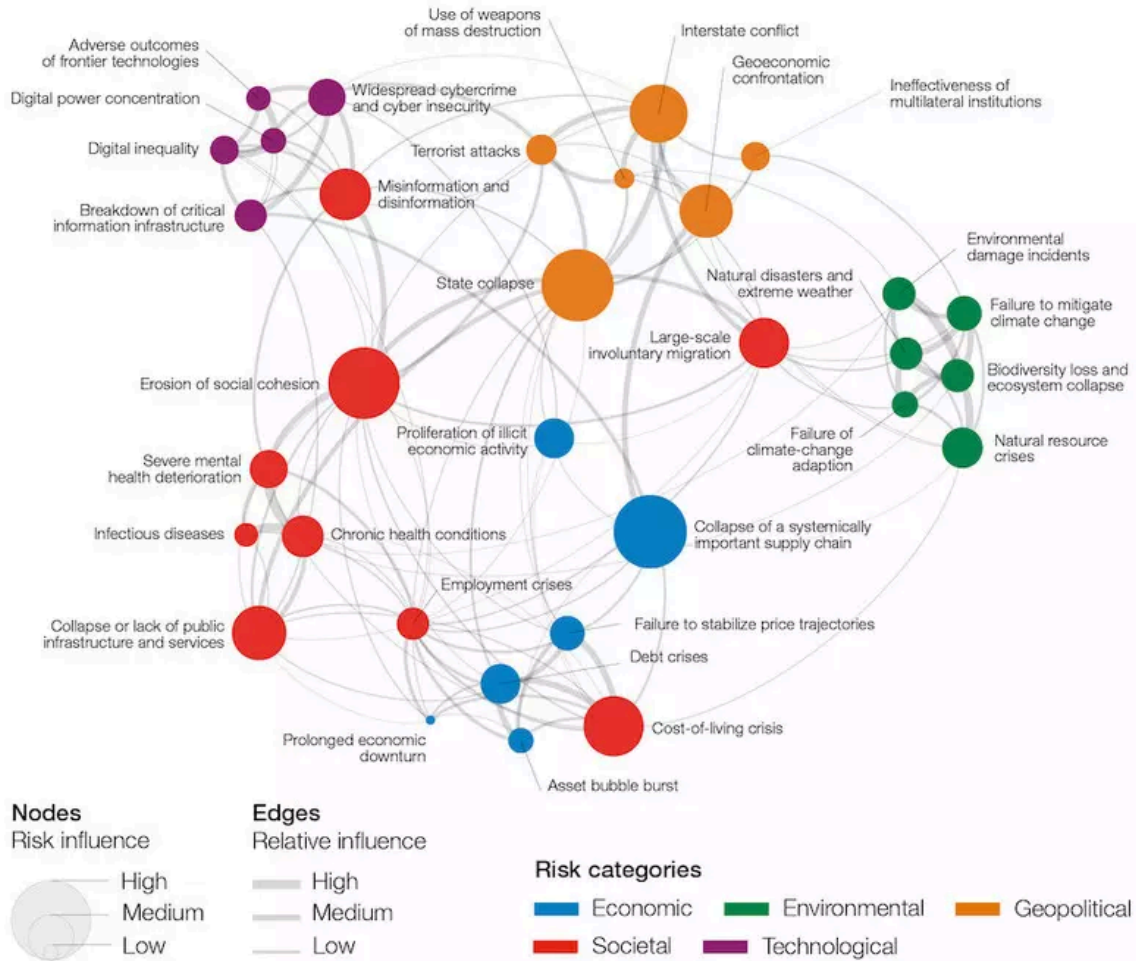 Use of weapons
of mass destruction
Interstate conflict
Adverse outcomes
of frontier technologies
Geoeconomic
confrontation
Ineffectiveness of
multilateral institutions
Digital power concentration
Widespread cybercrime
and cyber insecurity
Digital inequality
Terrorist attacks
Misinformation and
disinformation
Breakdown of critical
information infrastructure
Environmental
damage incidents
Natural disasters and
extreme weather
State collapse
Failure to mitigate
climate change
Large-scale
involuntary migration
Erosion of social cohesion
Biodiversity loss and
ecosystem collapse
Proliferation of illicit
economic activity
Failure of
climate-change
adaption
Natural resource
crises
Severe mental
health deterioration
Infectious diseases
Chronic health conditions
Collapse of a systemically
important supply chain
Employment crises
Collapse or lack of public
infrastructure and services
Failure to stabilize price trajectories
Debt crises
Cost-of-living crisis
Prolonged economic
downturn
Asset bubble burst
Nodes
Risk influence
High
Medium
Low
Edges
Relative influence
High
Medium
Low
Risk categories
Economic
Environmental
Geopolitical
Societal
Technological